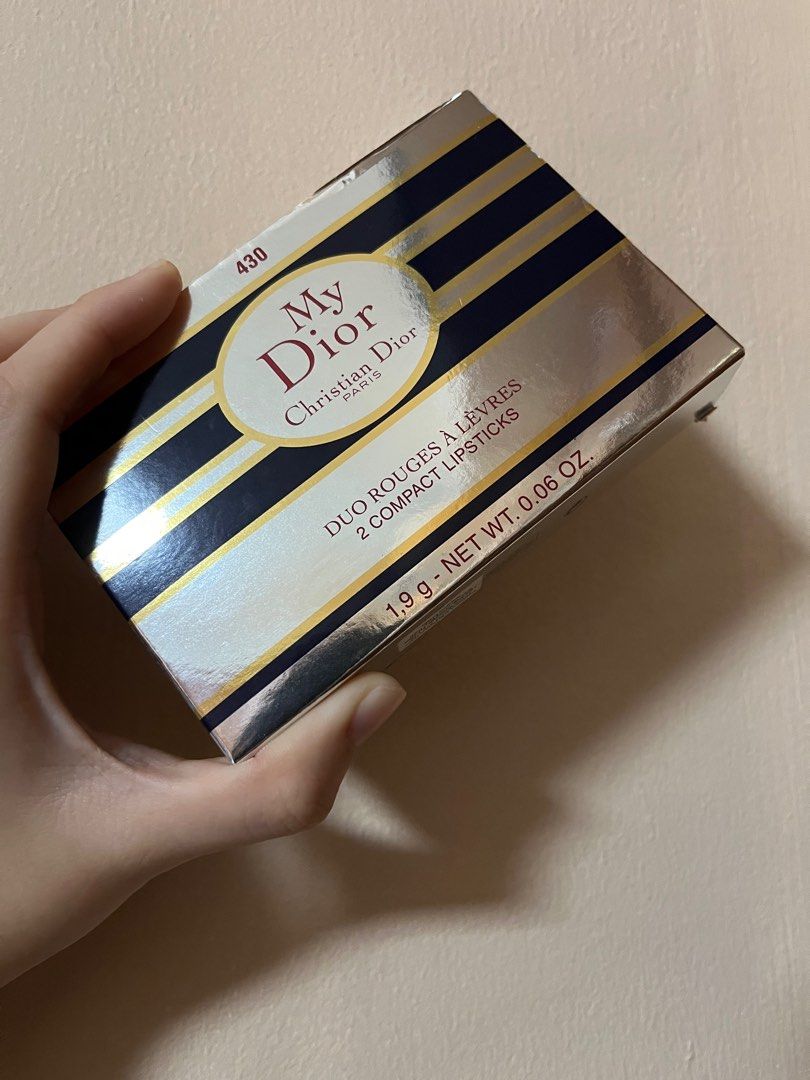 430
My
Dior
Christian Dior
PARIS
DUO ROUGES À LÈVRES
2 COMPACT LIPSTICKS
1,9 g - NET WT. 0.06 OZ.